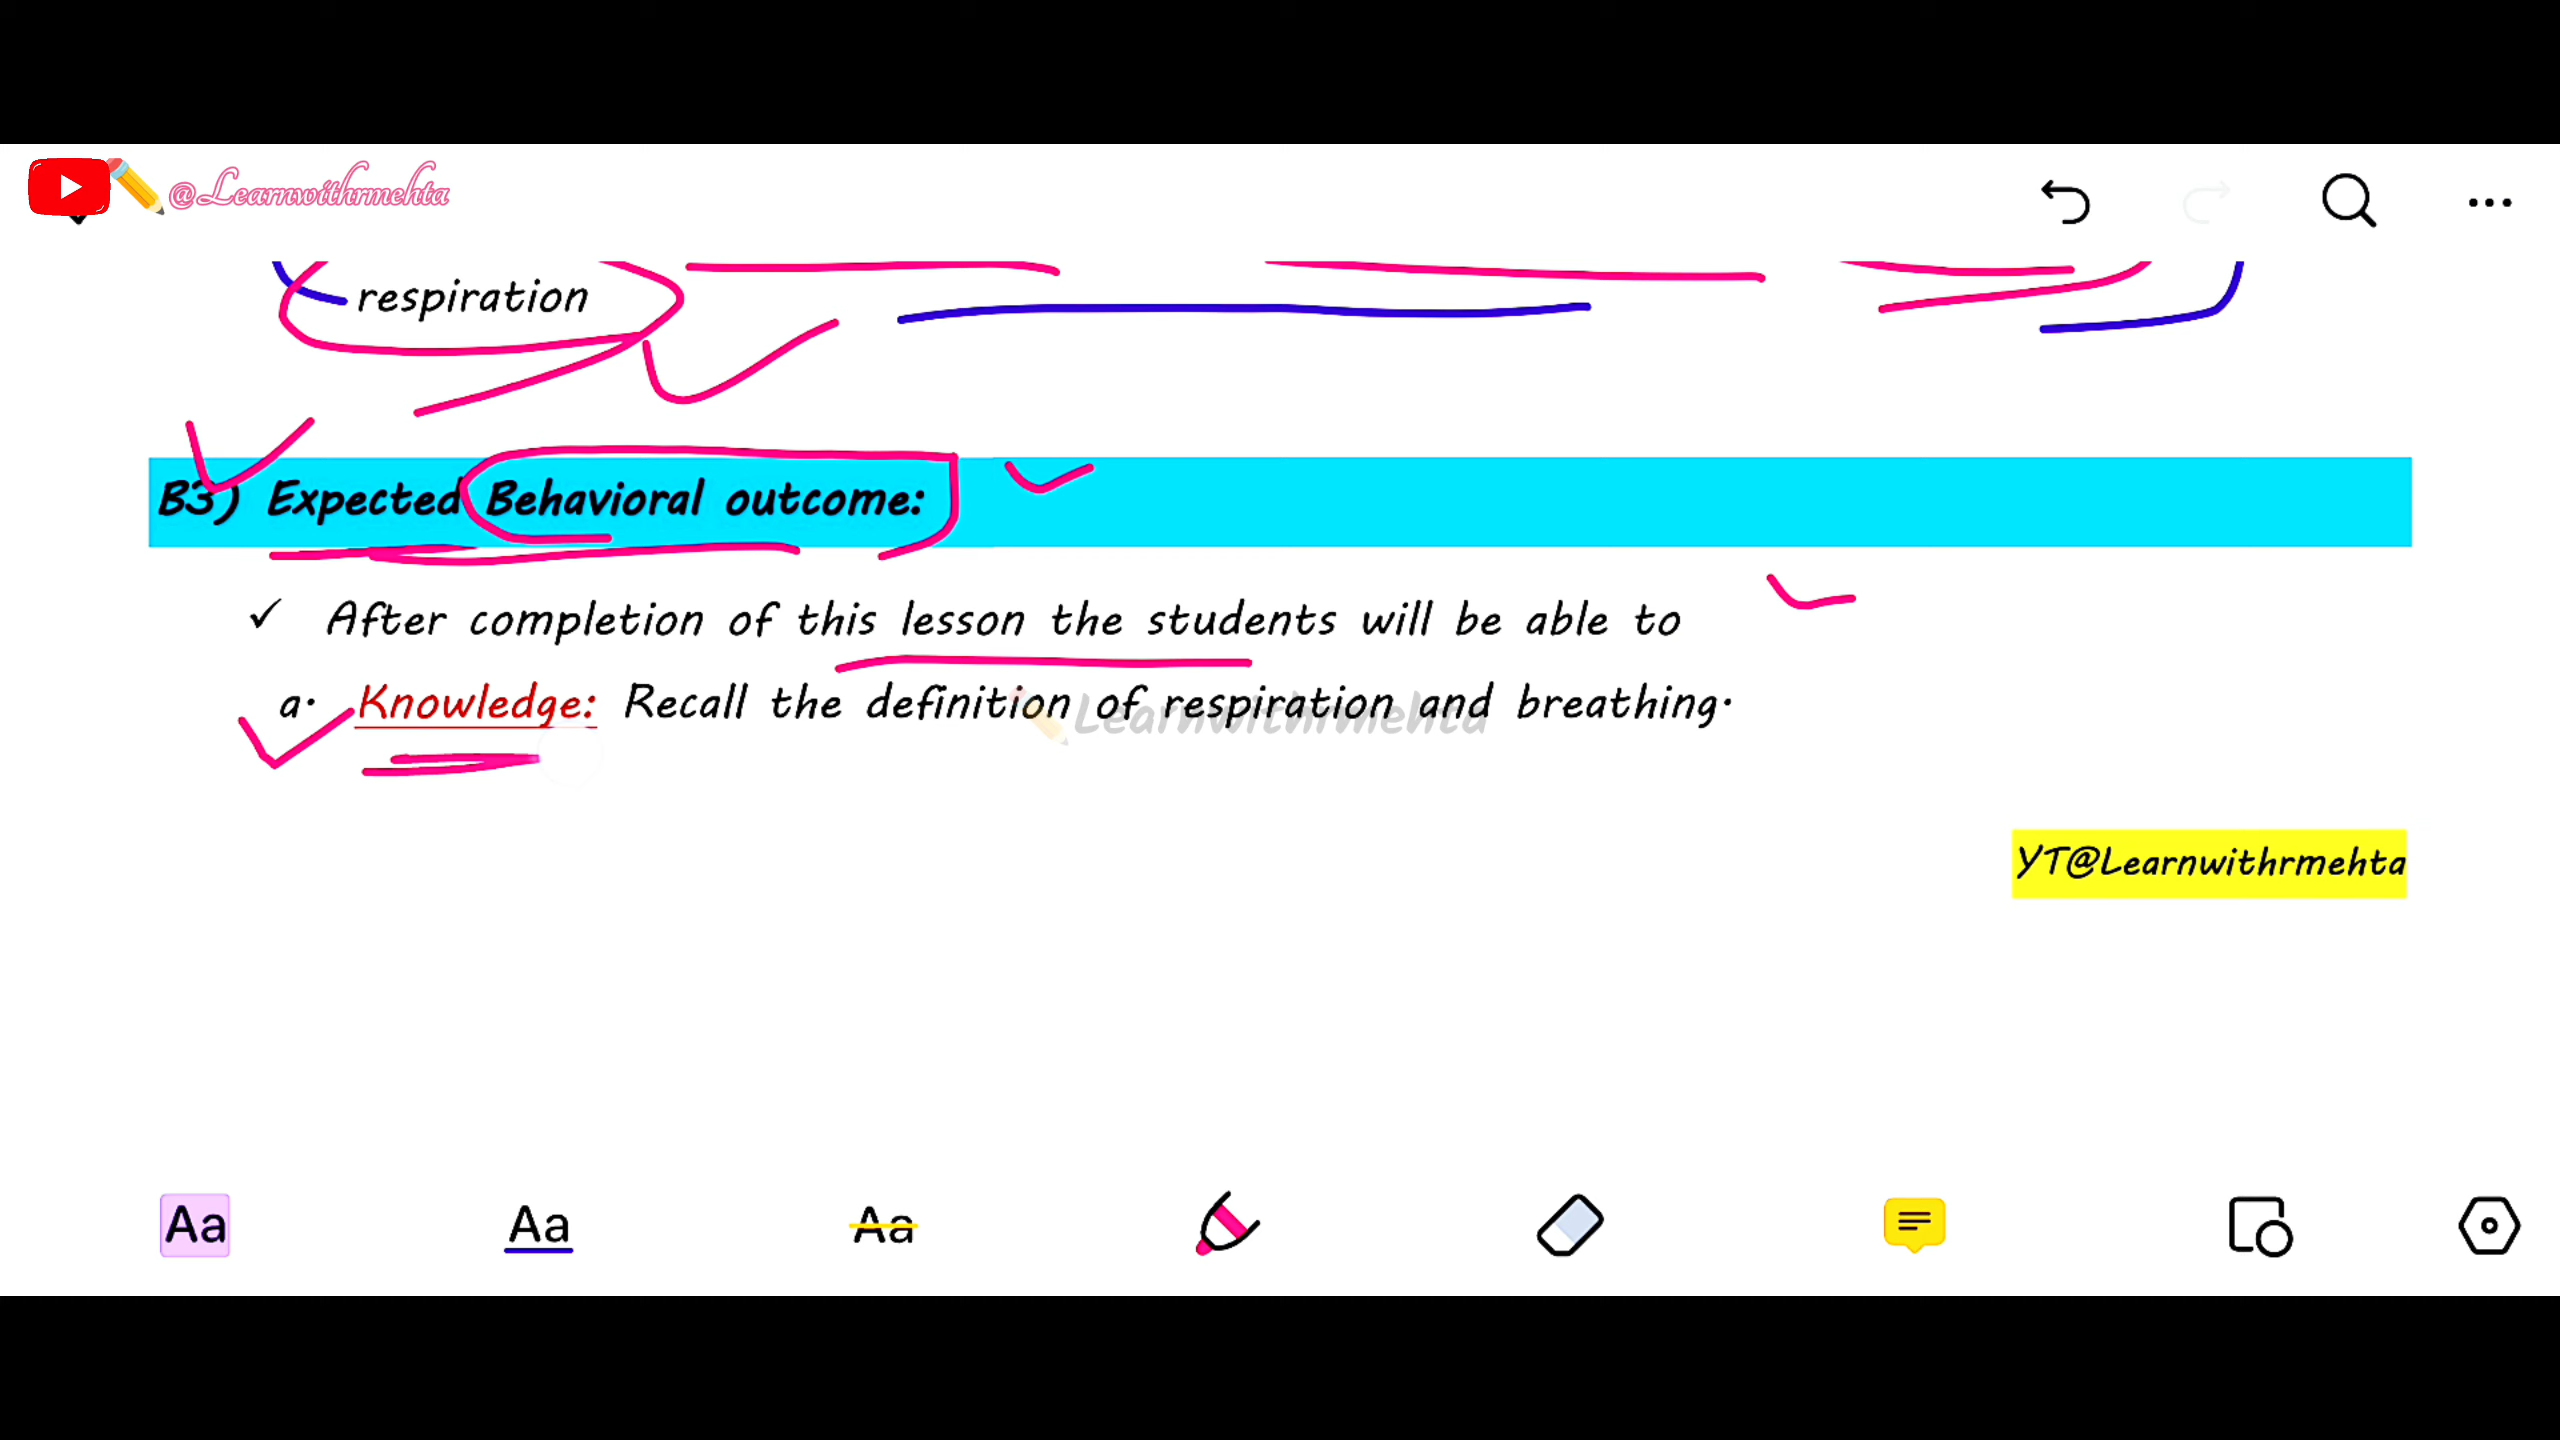 @Learnwithrmehta
respiration
B3) Expected Behavioral outcome:
✓ After completion of this lesson the students will be able to
a. Knowledge: Recall the definition of respiration and breathing.
Learnwithrmehta
YT@Learnwithrmehta
Aa Aa Aa